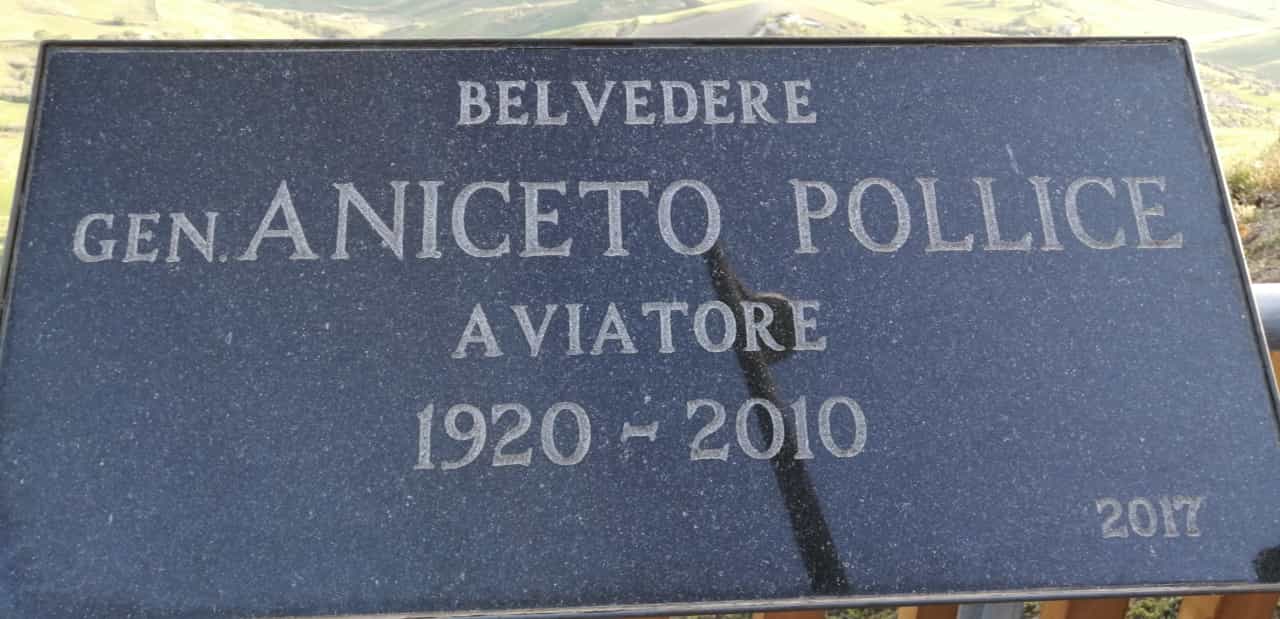 BELVEDERE
GEN. ANICETO POLLICE
AVIATORE
1920 - 2010
2017